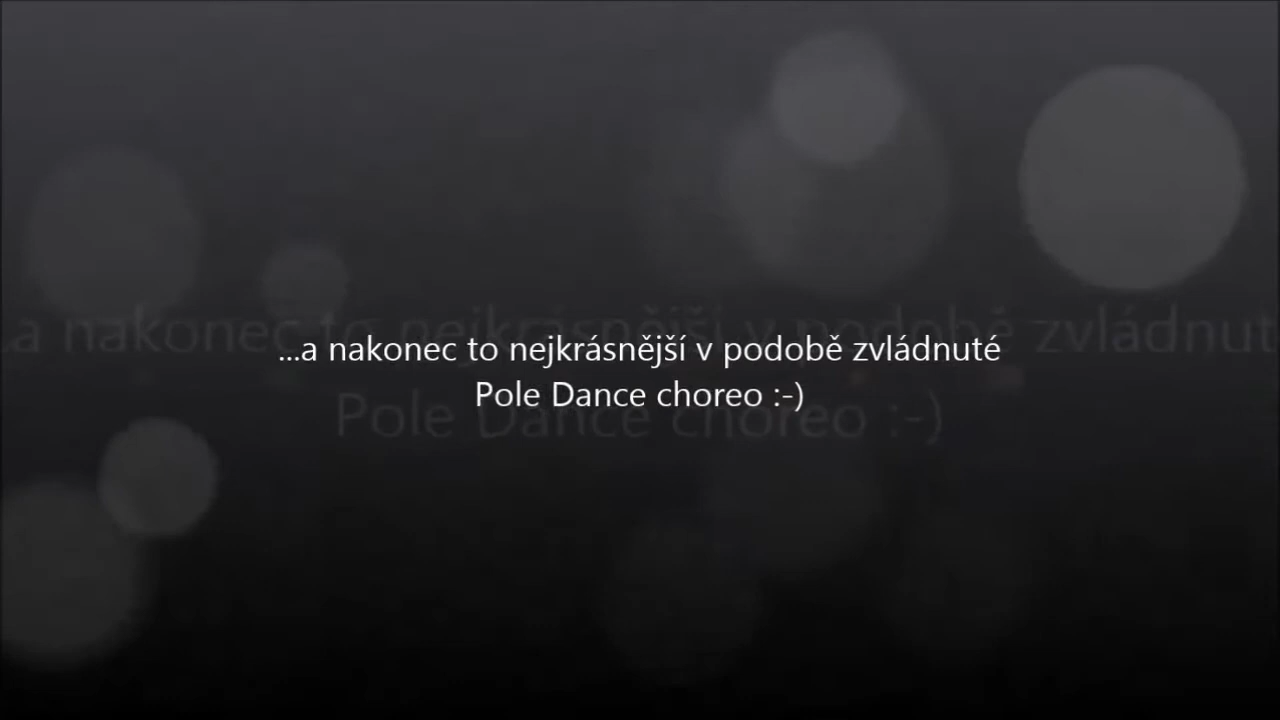 ...a nakonec to nejkrásnější v podobě zvládnuté
Pole Dance choreo :-)